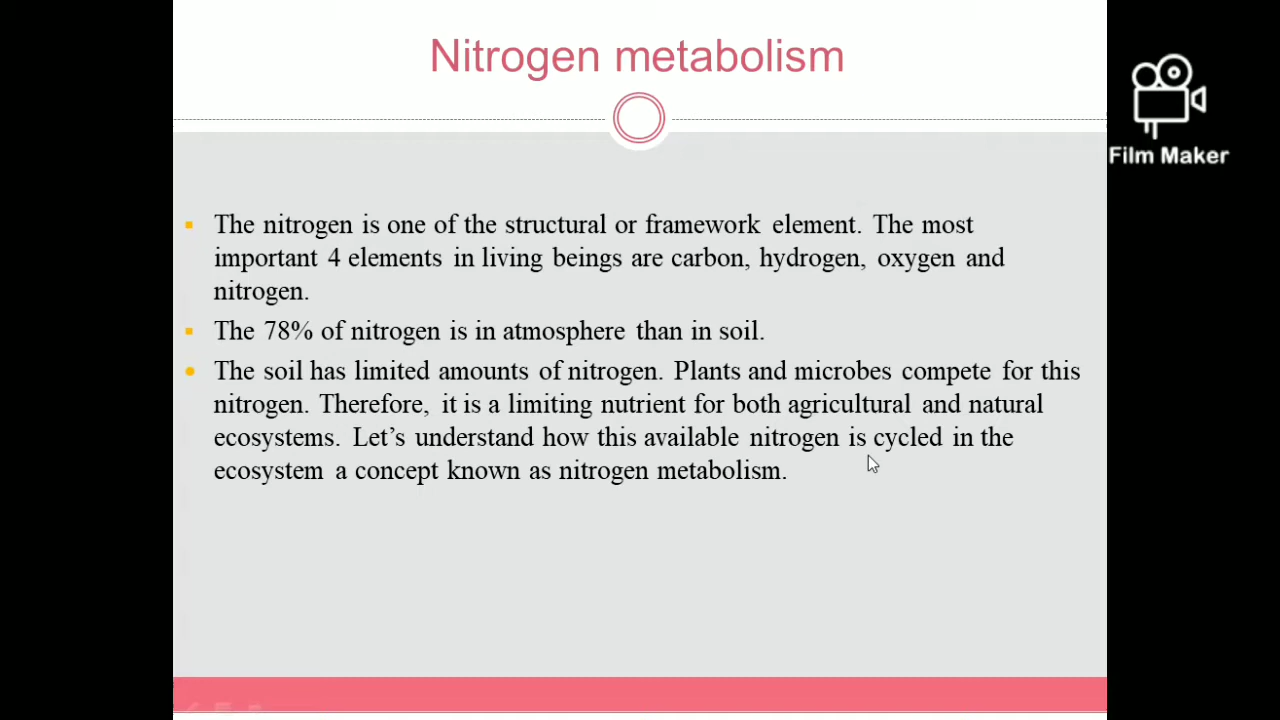 Nitrogen metabolism
Film Maker
The nitrogen is one of the structural or framework element. The most
important 4 elements in living beings are carbon, hydrogen, oxygen and
nitrogen.
The 78% of nitrogen is in atmosphere than in soil.
The soil has limited amounts of nitrogen. Plants and microbes compete for this
nitrogen. Therefore, it is a limiting nutrient for both agricultural and natural
ecosystems. Let’s understand how this available nitrogen is cycled in the
ecosystem a concept known as nitrogen metabolism.